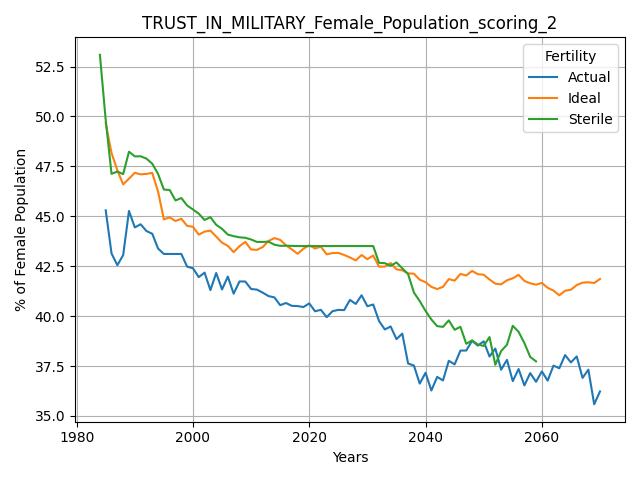 TRUST_IN_MILITARY_Female_Population_scoring_2
Fertility
Actual
Ideal
Sterile
% of Female Population
52.5
50.0
47.5
45.0
42.5
40.0
37.5
35.0
1980
2000
2020
2040
2060
Years